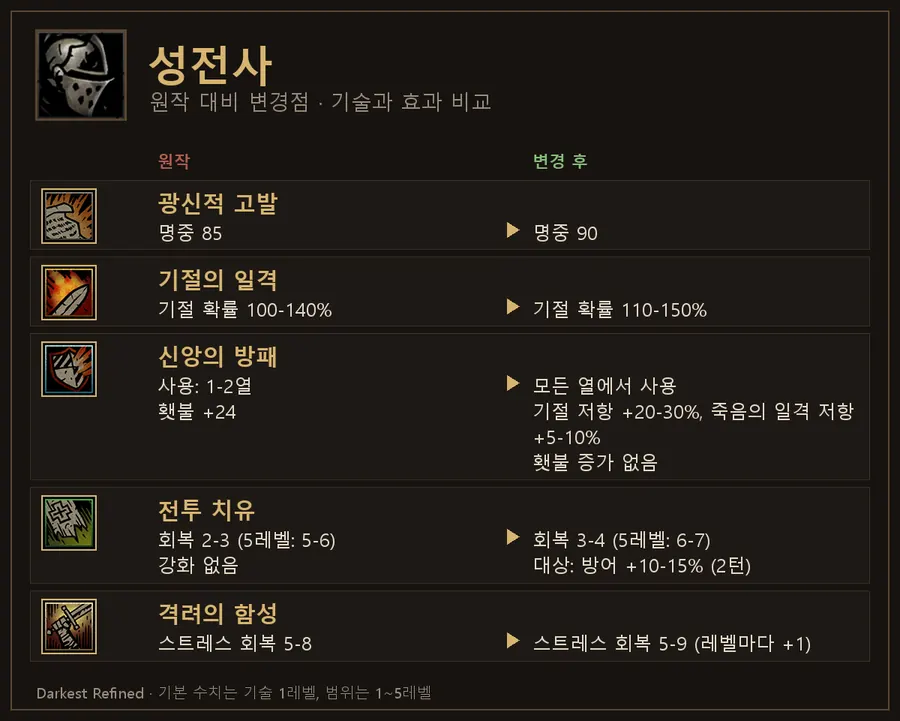 성전사
원작 대비 변경점 · 기술과 효과 비교
원작
변경 후
광신적 고발
명중 85
▶ 명중 90
기절의 일격
기절 확률 100-140%
▶ 기절 확률 110-150%
신앙의 방패
사용: 1-2열
▶ 모든 열에서 사용
횃불 +24
기절 저항 +20-30%, 죽음의 일격 저항
+5-10%
횃불 증가 없음
전투 치유
회복 2-3 (5레벨: 5-6)
▶ 회복 3-4 (5레벨: 6-7)
강화 없음
대상: 방어 +10-15% (2턴)
격려의 함성
스트레스 회복 5-8
▶ 스트레스 회복 5-9 (레벨마다 +1)
Darkest Refined · 기본 수치는 기술 1레벨, 범위는 1~5레벨